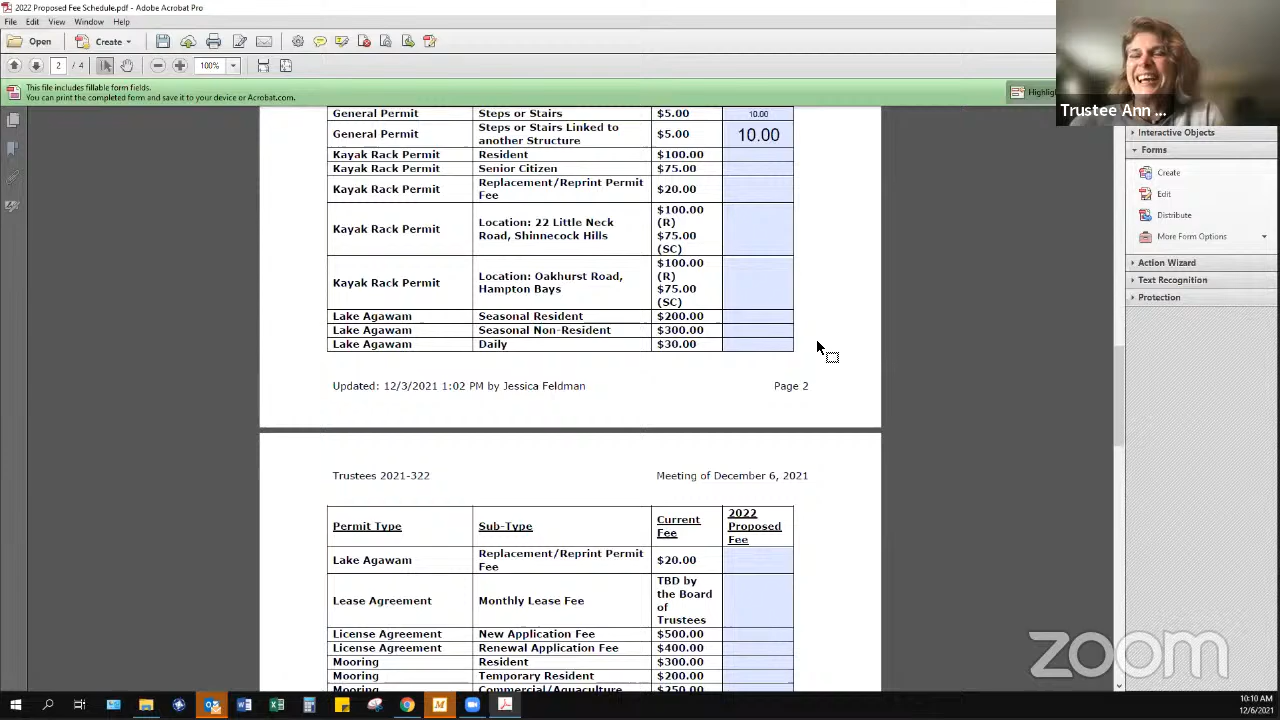 2022 Proposed Fee Schedule.pdf - Adobe Acrobat Pro
File Edit View Window Help
Open Create
2 / 4 100%
This file includes fillable form fields.
You can print the completed form and save it to your device or Acrobat.com.
Highlig
Trustee Ann ...
Interactive Objects
Forms
Create
Edit
Distribute
More Form Options
Action Wizard
Text Recognition
Protection
General Permit Steps or Stairs $5.00 10.00
General Permit Steps or Stairs Linked to another Structure $5.00 10.00
Kayak Rack Permit Resident $100.00
Kayak Rack Permit Senior Citizen $75.00
Kayak Rack Permit Replacement/Reprint Permit Fee $20.00
Kayak Rack Permit Location: 22 Little Neck Road, Shinnecock Hills $100.00 (R) $75.00 (SC)
Kayak Rack Permit Location: Oakhurst Road, Hampton Bays $100.00 (R) $75.00 (SC)
Lake Agawam Seasonal Resident $200.00
Lake Agawam Seasonal Non-Resident $300.00
Lake Agawam Daily $30.00
Updated: 12/3/2021 1:02 PM by Jessica Feldman Page 2
Trustees 2021-322 Meeting of December 6, 2021
Permit Type Sub-Type Current Fee 2022 Proposed Fee
Lake Agawam Replacement/Reprint Permit Fee $20.00
Lease Agreement Monthly Lease Fee TBD by the Board of Trustees
License Agreement New Application Fee $500.00
License Agreement Renewal Application Fee $400.00
Mooring Resident $300.00
Mooring Temporary Resident $200.00
Mooring Commercial/Aquaculture $250.00
zoom
10:10 AM
12/6/2021